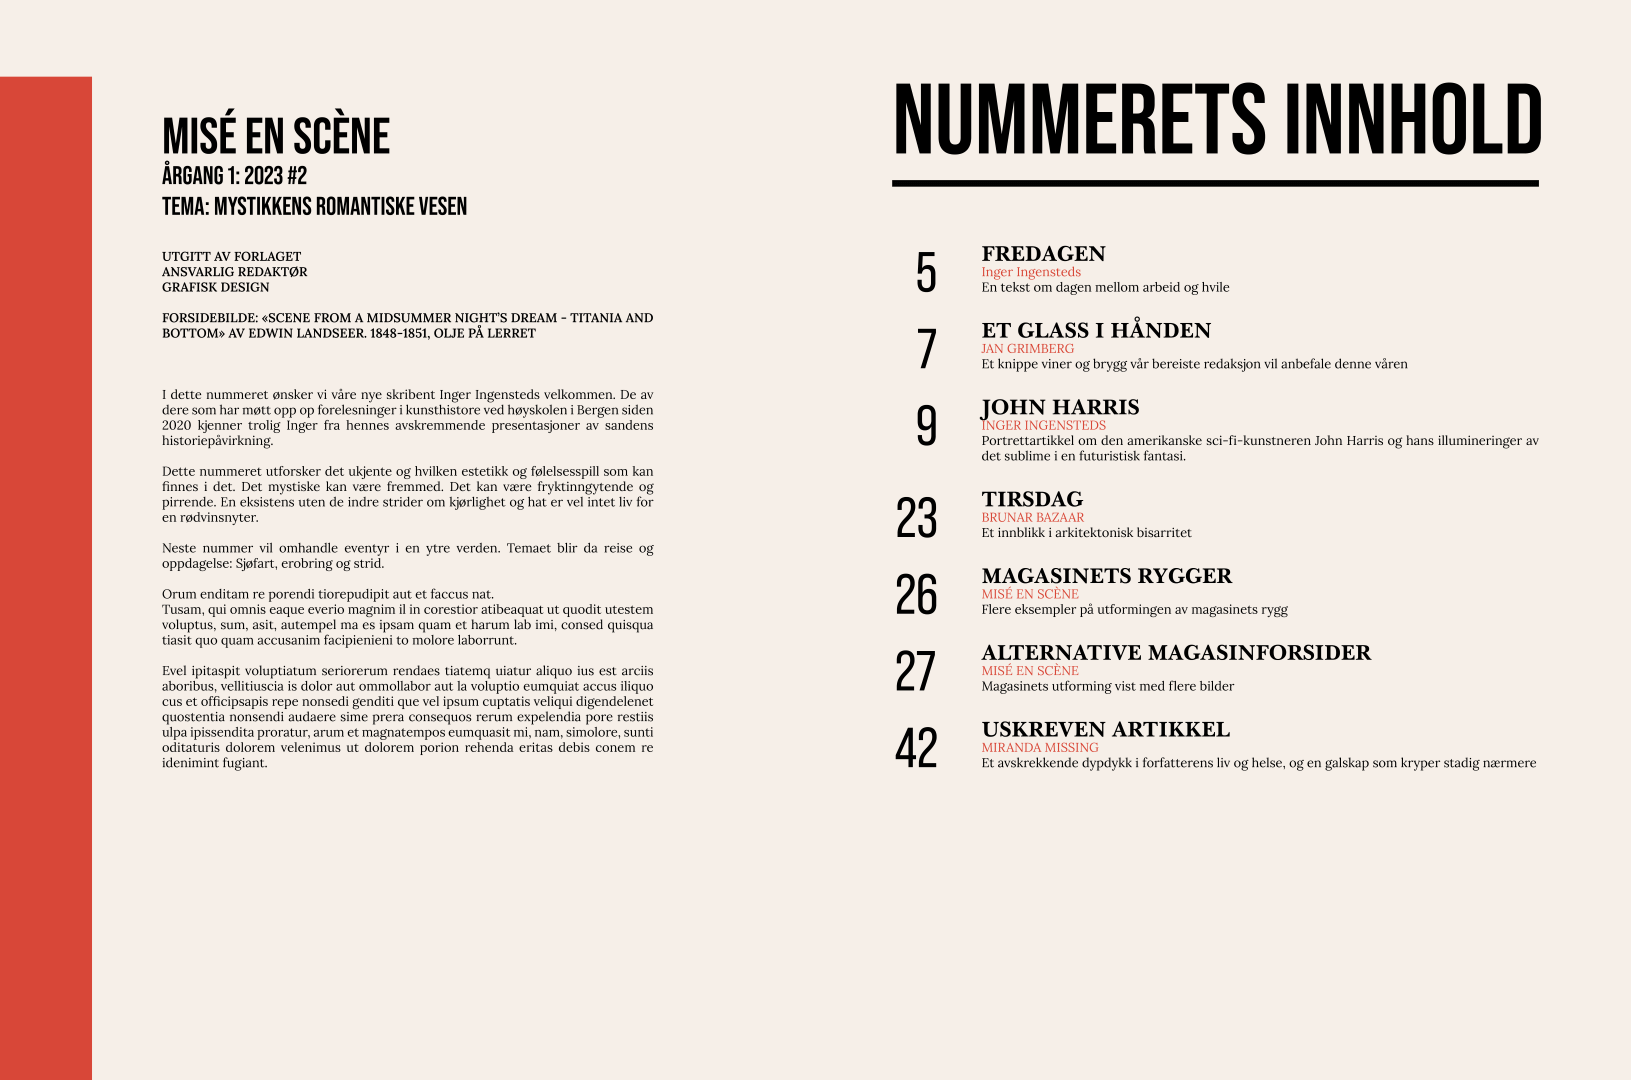 MISÉ EN SCÈNE
ÅRGANG 1: 2023 #2
TEMA: MYSTIKKENS ROMANTISKE VESEN
UTGITT AV FORLAGET
ANSVARLIG REDAKTØR
GRAFISK DESIGN
FORSIDEBILDE: «SCENE FROM A MIDSUMMER NIGHT'S DREAM - TITANIA AND
BOTTOM» AV EDWIN LANDSEER. 1848-1851, OLJE PÅ LERRET
I dette nummeret ønsker vi våre nye skribent Inger Ingensteds velkommen. De av
dere som har møtt opp op forelesninger i kunsthistore ved høyskolen i Bergen siden
2020 kjenner trolig Inger fra hennes avskremmende presentasjoner av sandens
historiepåvirkning.
Dette nummeret utforsker det ukjente og hvilken estetikk og følelsesspill som kan
finnes i det. Det mystiske kan være fremmed. Det kan være fryktinngytende og
pirrende. En eksistens uten de indre strider om kjørlighet og hat er vel intet liv for
en rødvinsnyter.
Neste nummer vil omhandle eventyr i en ytre verden. Temaet blir da reise og
oppdagelse: Sjøfart, erobring og strid.
Orum enditam re porendi tiorepudipit aut et faccus nat.
Tusam, qui omnis eaque everio magnim il in corestior atibeaquat ut quodit utestem
voluptus, sum, asit, autempel ma es ipsam quam et harum lab imi, consed quisqua
tiasit quo quam accusanim facipienieni to molore laborrunt.
Evel ipitaspit voluptiatum seriorerum rendaes tiatemq uiatur aliquo ius est arciis
aboribus, vellitiuscia is dolor aut ommollabor aut la voluptio eumquiat accus iliquo
cus et officipsapis repe nonsedi genditi que vel ipsum cuptatis veliqui digendelenet
quostentia nonsendi audaere sime prera consequos rerum expelendia pore restiis
ulpa ipissendita proratur, arum et magnatempos eumquasit mi, nam, simolore, sunti
oditaturis dolorem velenimus ut dolorem porion rehenda eritas debis conem re
idenimint fugiant.
NUMMERETS INNHOLD
5
FREDAGEN
Inger Ingensteds
En tekst om dagen mellom arbeid og hvile
7
ET GLASS I HÅNDEN
JAN GRIMBERG
Et knippe viner og brygg vår bereiste redaksjon vil anbefale denne våren
9
JOHN HARRIS
INGER INGENSTEDS
Portrettartikkel om den amerikanske sci-fi-kunstneren John Harris og hans illumineringer av
det sublime i en futuristisk fantasi.
23
TIRSDAG
BRUNAR BAZAAR
Et innblikk i arkitektonisk bisarritet
26
MAGASINETS RYGGER
MISÉ EN SCÈNE
Flere eksempler på utformingen av magasinets rygg
27
ALTERNATIVE MAGASINFORSIDER
MISÉ EN SCÈNE
Magasinets utforming vist med flere bilder
42
USKREVEN ARTIKKEL
MIRANDA MISSING
Et avskrekkende dypdykk i forfatterens liv og helse, og en galskap som kryper stadig nærmere